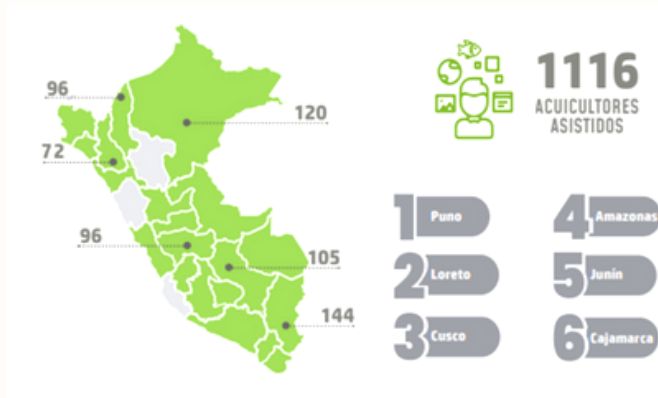 96
120
72
96
105
144
1116
ACUICULTORES
ASISTIDOS
1 Puno
2 Loreto
3 Cusco
4 Amazonas
5 Junín
6 Cajamarca